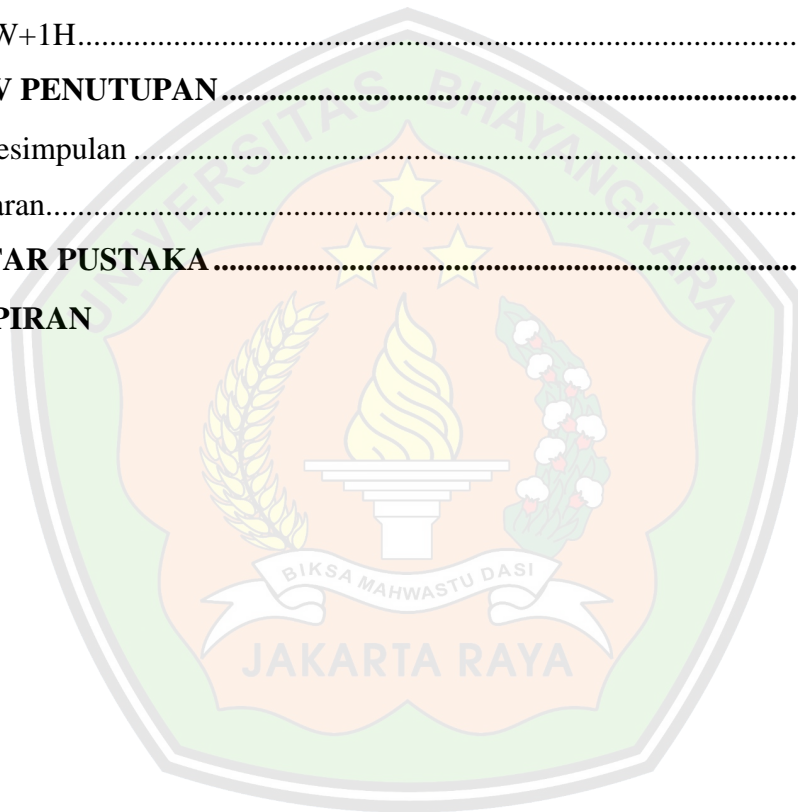 W+1H....................................................................................................
V PENUTUPAN..............................................................................
esimpulan ............................................................................................
aran........................................................................................................
TAR PUSTAKA...............................................................................
PIRAN
UNIVERSITAS BHAYANGKARA
BIKSA MAHWASTU DASI
JAKARTA RAYA